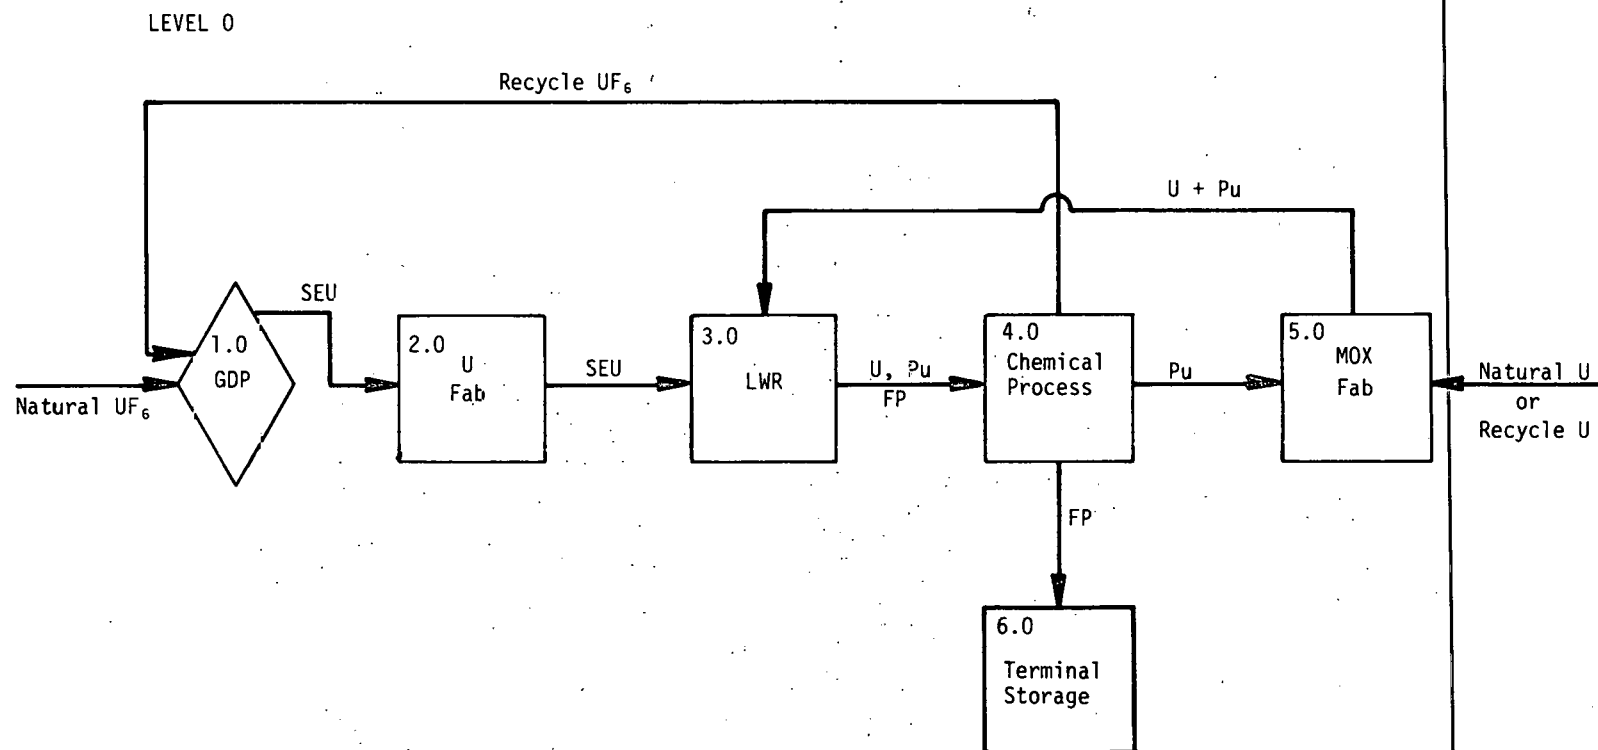 LEVEL 0
Recycle UF₆
U + Pu
SEU
1.0
GDP
Natural UF₆
2.0
U
Fab
SEU
3.0
LWR
U, Pu
FP
4.0
Chemical
Process
Pu
5.0
MOX
Fab
Natural U
or
Recycle U
FP
6.0
Terminal
Storage